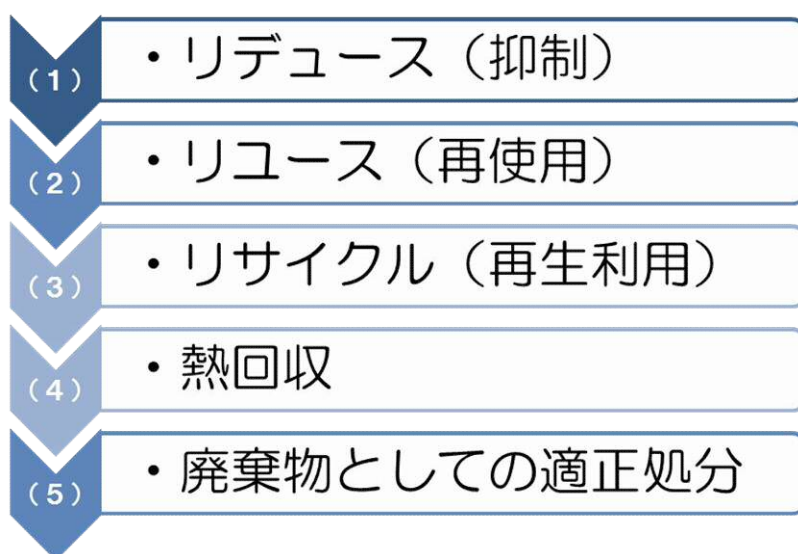 （1）
・リデュース（抑制）
（2）
・リユース（再使用）
（3）
・リサイクル（再生利用）
（4）
・熱回収
（5）
・廃棄物としての適正処分